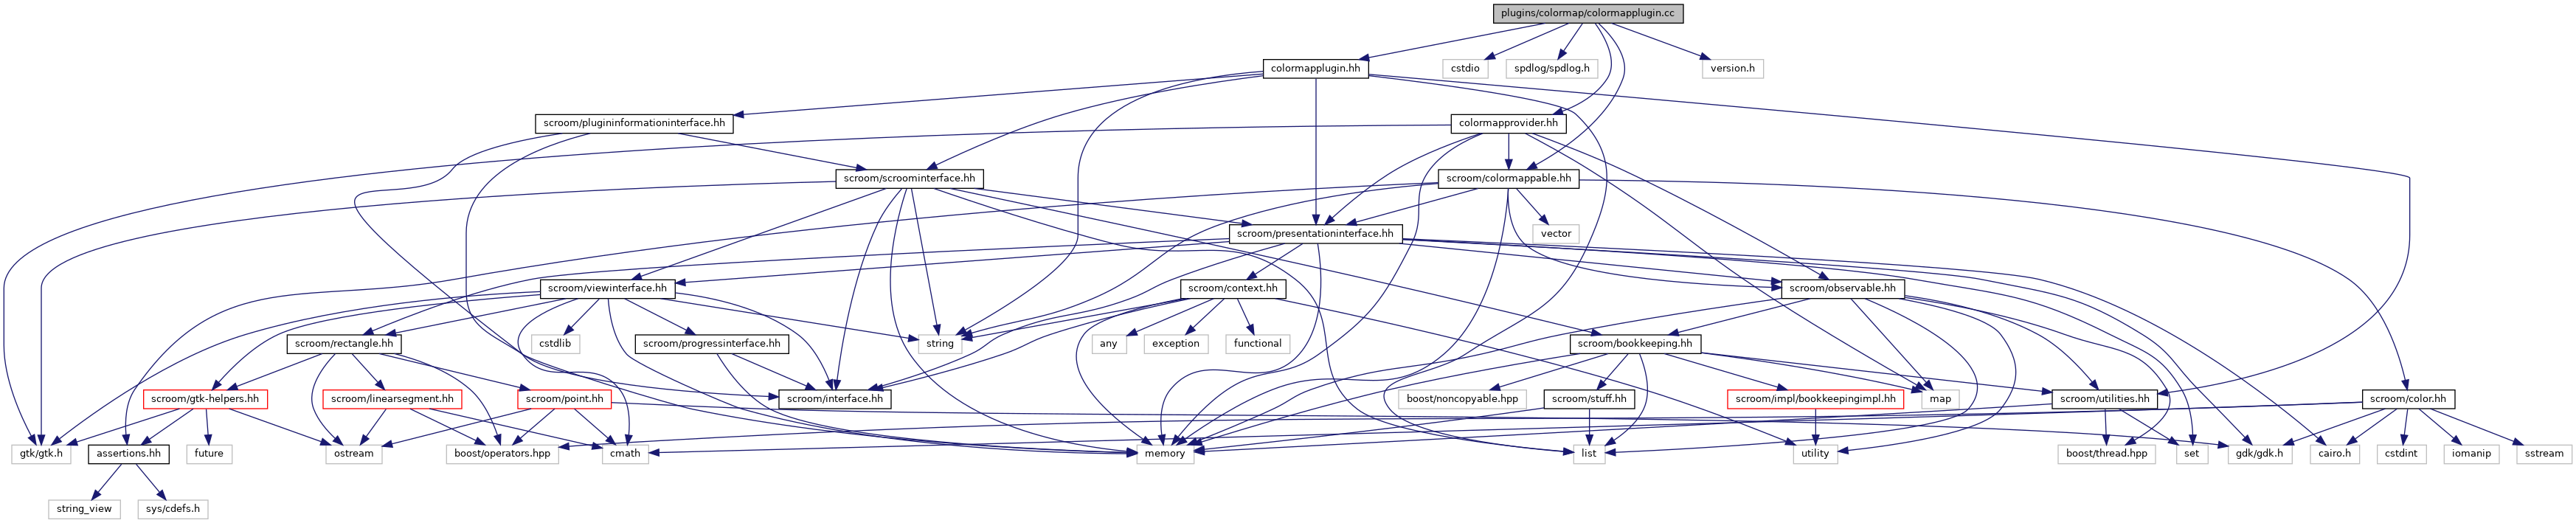 plugins/colormap/colormapplugin.cc
colormapplugin.hh
cstdio
spdlog/spdlog.h
version.h
scroom/plugininformationinterface.hh
colormapprovider.hh
scroom/scroominterface.hh
scroom/colormappable.hh
scroom/presentationinterface.hh
vector
scroom/viewinterface.hh
scroom/context.hh
scroom/observable.hh
scroom/rectangle.hh
cstdlib
scroom/progressinterface.hh
string
any
exception
functional
scroom/bookkeeping.hh
scroom/gtk-helpers.hh
scroom/linearsegment.hh
scroom/point.hh
scroom/interface.hh
boost/noncopyable.hpp
scroom/stuff.hh
scroom/impl/bookkeepingimpl.hh
map
scroom/utilities.hh
scroom/color.hh
gtk/gtk.h
assertions.hh
future
ostream
boost/operators.hpp
cmath
memory
list
utility
boost/thread.hpp
set
gdk/gdk.h
cairo.h
cstdint
iomanip
sstream
string_view
sys/cdefs.h